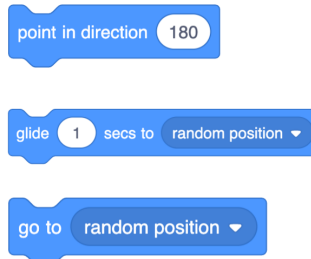 point in direction 180
glide 1 secs to random position
go to random position